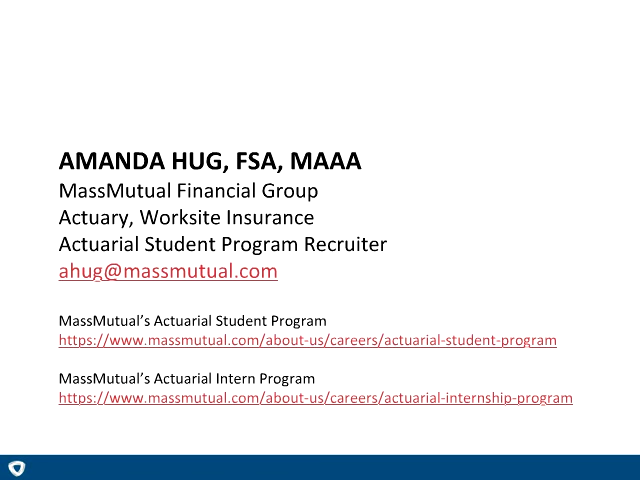 AMANDA HUG, FSA, MAAA
MassMutual Financial Group
Actuary, Worksite Insurance
Actuarial Student Program Recruiter
ahug@massmutual.com
MassMutual’s Actuarial Student Program
https://www.massmutual.com/about-us/careers/actuarial-student-program
MassMutual’s Actuarial Intern Program
https://www.massmutual.com/about-us/careers/actuarial-internship-program